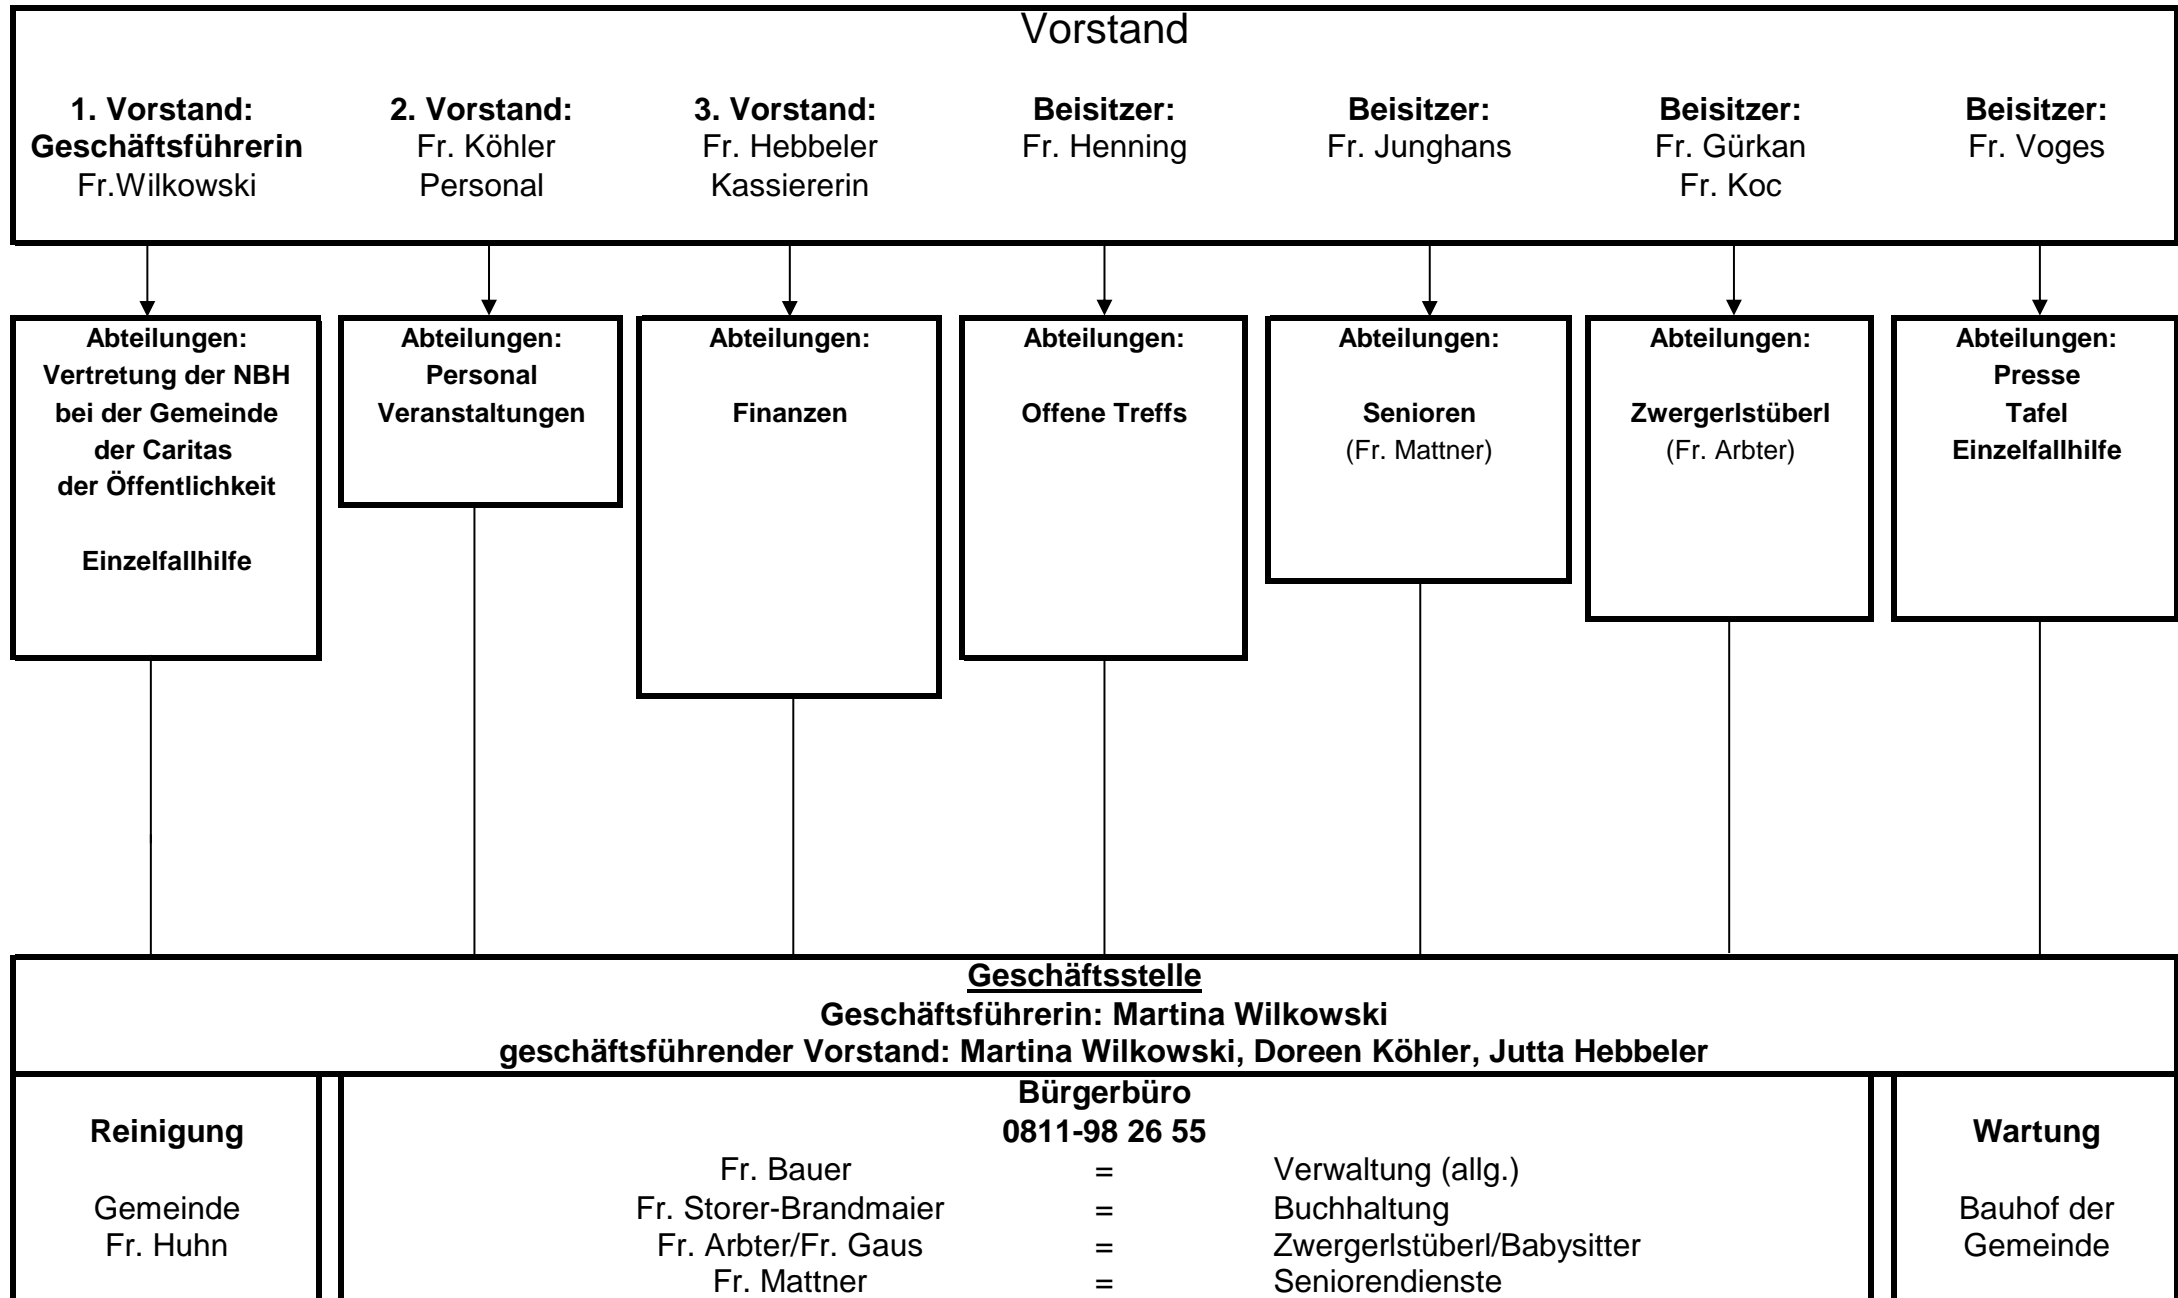 Vorstand
1. Vorstand:
Geschäftsführerin
Fr.Wilkowski
2. Vorstand:
Fr. Köhler
Personal
3. Vorstand:
Fr. Hebbeler
Kassiererin
Beisitzer:
Fr. Henning
Beisitzer:
Fr. Junghans
Beisitzer:
Fr. Gürkan
Fr. Koc
Beisitzer:
Fr. Voges
Abteilungen:
Vertretung der NBH
bei der Gemeinde
der Caritas
der Öffentlichkeit
Einzelfallhilfe
Abteilungen:
Personal
Veranstaltungen
Abteilungen:
Finanzen
Abteilungen:
Offene Treffs
Abteilungen:
Senioren
(Fr. Mattner)
Abteilungen:
Zwergerlstüberl
(Fr. Arbter)
Abteilungen:
Presse
Tafel
Einzelfallhilfe
Geschäftsstelle
Geschäftsführerin: Martina Wilkowski
geschäftsführender Vorstand: Martina Wilkowski, Doreen Köhler, Jutta Hebbeler
Reinigung
Gemeinde
Fr. Huhn
Bürgerbüro
0811-98 26 55
Fr. Bauer = Verwaltung (allg.)
Fr. Storer-Brandmaier = Buchhaltung
Fr. Arbter/Fr. Gaus = Zwergerlstüberl/Babysitter
Fr. Mattner = Seniorendienste
Wartung
Bauhof der
Gemeinde